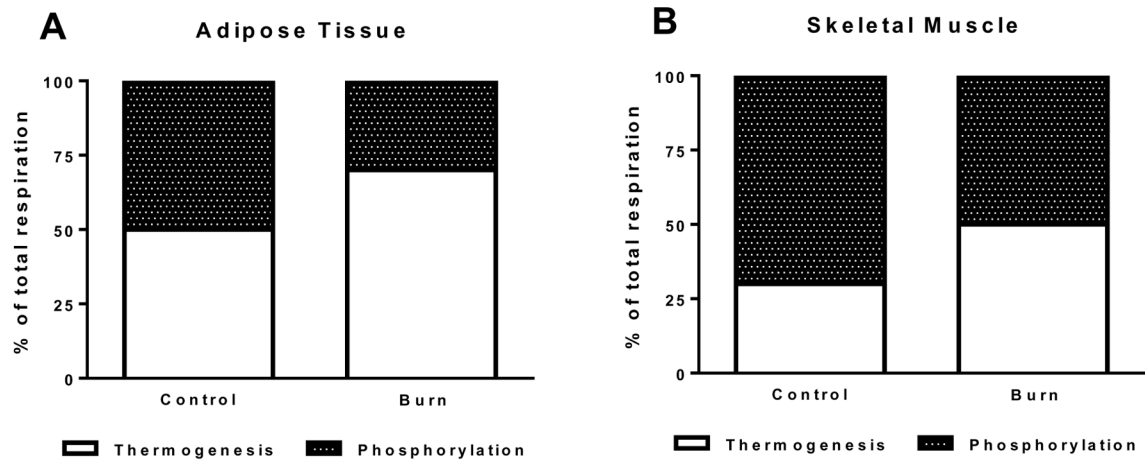 A
Adipose Tissue
% of total respiration
100
75
50
25
0
Control Burn
Thermogenesis Phosphorylation
B
Skeletal Muscle
% of total respiration
100
75
50
25
0
Control Burn
Thermogenesis Phosphorylation